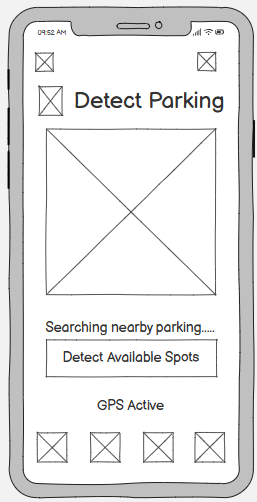 09:52 AM
Detect Parking
Searching nearby parking.....
Detect Available Spots
GPS Active